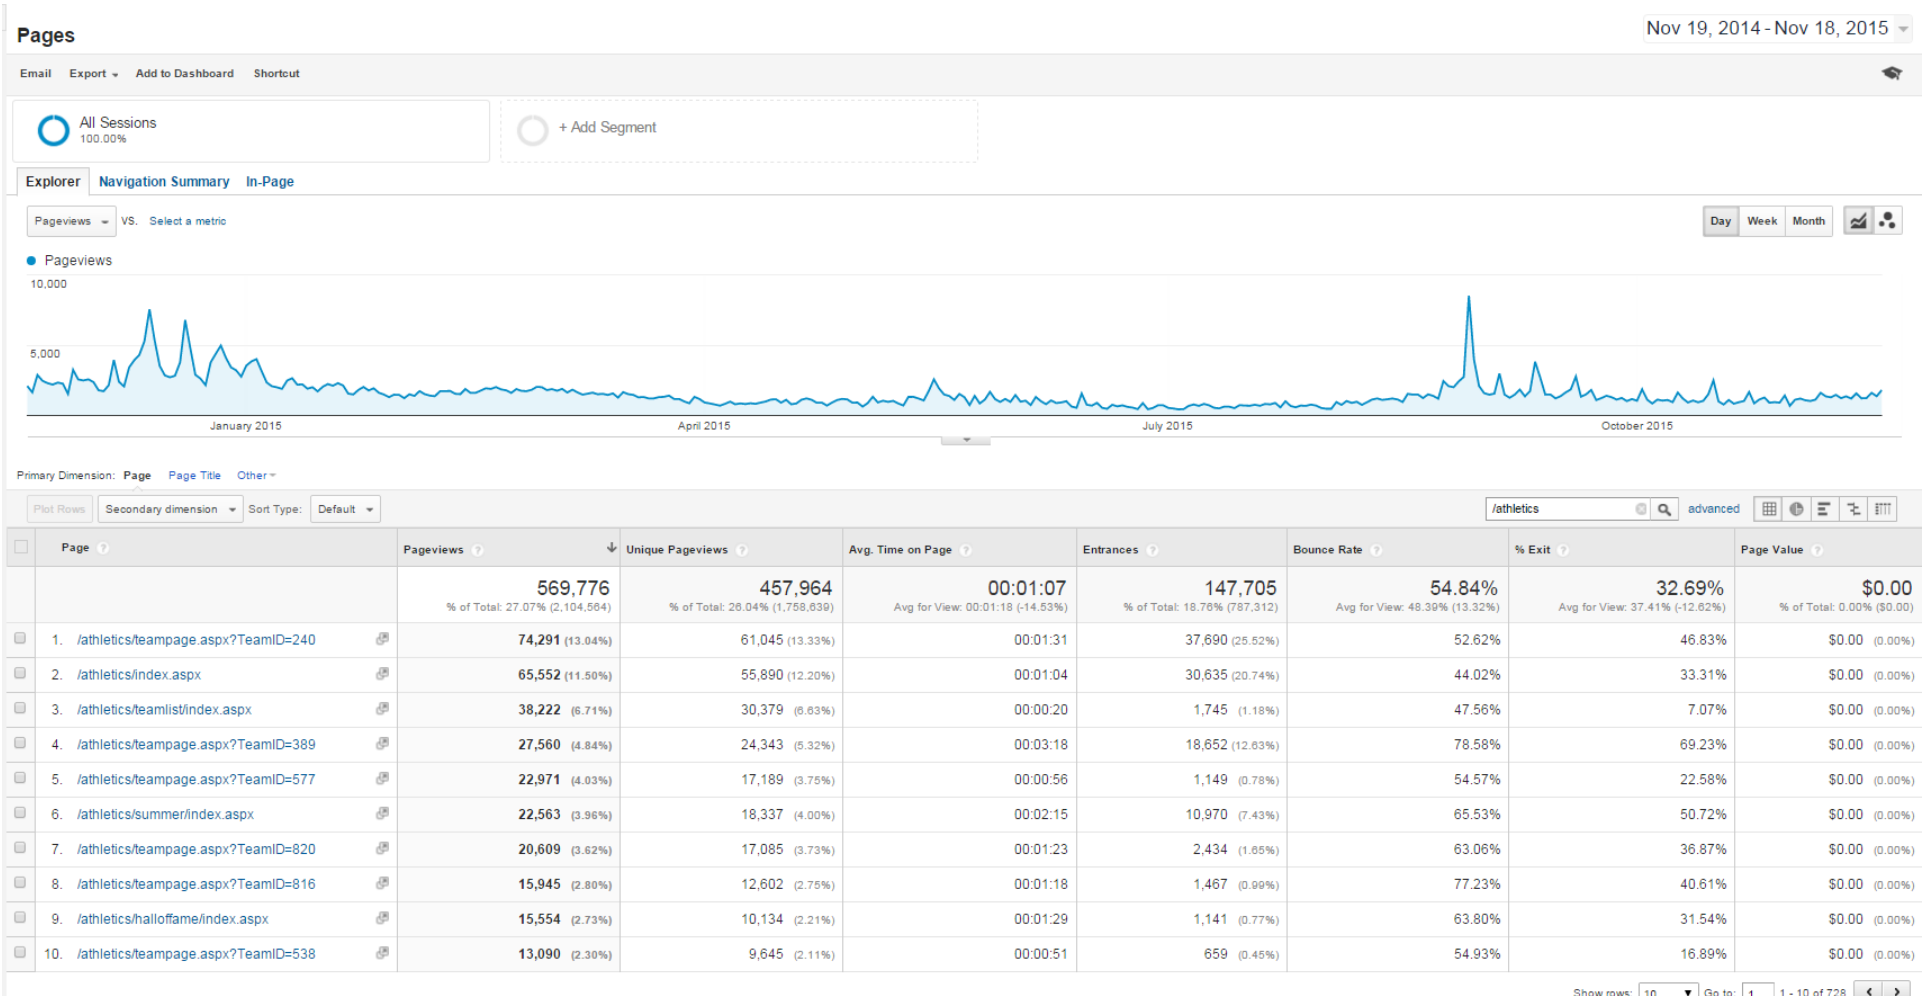 Pages
Nov 19, 2014 - Nov 18, 2015
Email Export Add to Dashboard Shortcut
All Sessions
100.00%
+ Add Segment
Explorer Navigation Summary In-Page
Pageviews VS. Select a metric
Day Week Month
Pageviews
10,000
5,000
January 2015 April 2015 July 2015 October 2015
Primary Dimension: Page Page Title Other
Plot Rows Secondary dimension Sort Type: Default /athletics advanced
Page Pageviews Unique Pageviews Avg. Time on Page Entrances Bounce Rate % Exit Page Value
569,776 457,964 00:01:07 147,705 54.84% 32.69% $0.00
% of Total: 27.07% (2,104,564) % of Total: 26.04% (1,758,639) Avg for View: 00:01:18 (-14.53%) % of Total: 18.76% (787,312) Avg for View: 48.39% (13.32%) Avg for View: 37.41% (-12.62%) % of Total: 0.00% ($0.00)
1. /athletics/teampage.aspx?TeamID=240 74,291 (13.04%) 61,045 (13.33%) 00:01:31 37,690 (25.52%) 52.62% 46.83% $0.00 (0.00%)
2. /athletics/index.aspx 65,552 (11.50%) 55,890 (12.20%) 00:01:04 30,635 (20.74%) 44.02% 33.31% $0.00 (0.00%)
3. /athletics/teamlist/index.aspx 38,222 (6.71%) 30,379 (6.63%) 00:00:20 1,745 (1.18%) 47.56% 7.07% $0.00 (0.00%)
4. /athletics/teampage.aspx?TeamID=389 27,560 (4.84%) 24,343 (5.32%) 00:03:18 18,652 (12.63%) 78.58% 69.23% $0.00 (0.00%)
5. /athletics/teampage.aspx?TeamID=577 22,971 (4.03%) 17,189 (3.75%) 00:00:56 1,149 (0.78%) 54.57% 22.58% $0.00 (0.00%)
6. /athletics/summer/index.aspx 22,563 (3.96%) 18,337 (4.00%) 00:02:15 10,970 (7.43%) 65.53% 50.72% $0.00 (0.00%)
7. /athletics/teampage.aspx?TeamID=820 20,609 (3.62%) 17,085 (3.73%) 00:01:23 2,434 (1.65%) 63.06% 36.87% $0.00 (0.00%)
8. /athletics/teampage.aspx?TeamID=816 15,945 (2.80%) 12,602 (2.75%) 00:01:18 1,467 (0.99%) 77.23% 40.61% $0.00 (0.00%)
9. /athletics/halloffame/index.aspx 15,554 (2.73%) 10,134 (2.21%) 00:01:29 1,141 (0.77%) 63.80% 31.54% $0.00 (0.00%)
10. /athletics/teampage.aspx?TeamID=538 13,090 (2.30%) 9,645 (2.11%) 00:00:51 659 (0.45%) 54.93% 16.89% $0.00 (0.00%)
Show rows: 10 Go to: 1 1 - 10 of 728